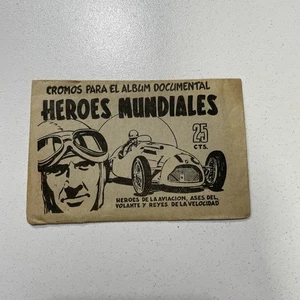 CROMOS PARA EL ALBUM DOCUMENTAL
HEROES MUNDIALES
25
CTS.
HEROES DE LA AVIACION, ASES DEL
VOLANTE Y REYES DE LA VELOCIDAD